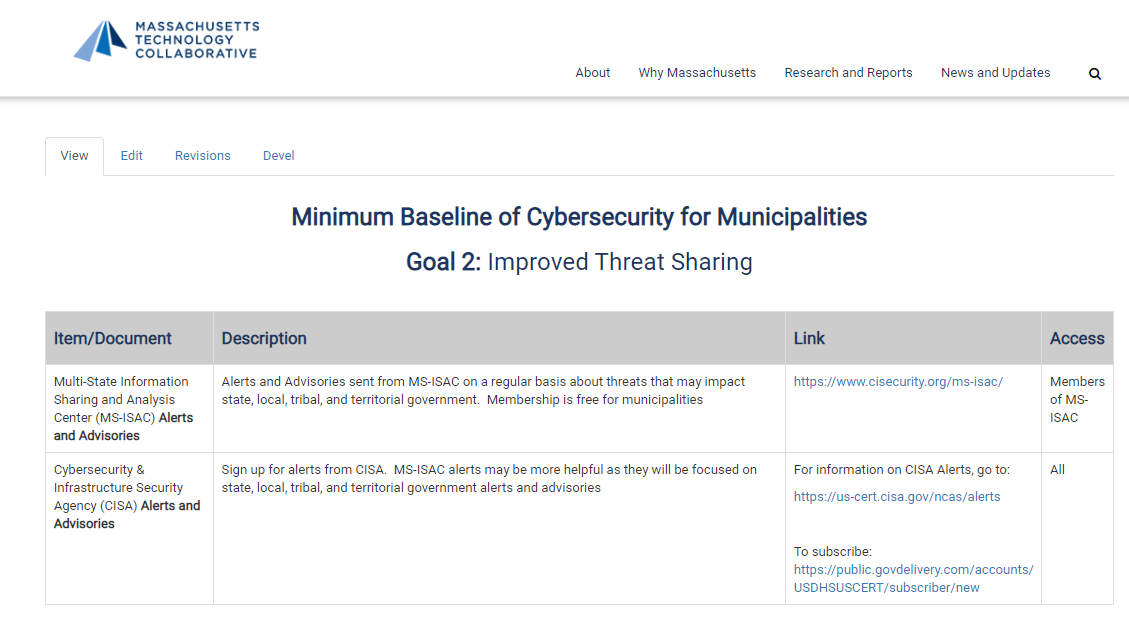 MASSACHUSETTS
TECHNOLOGY
COLLABORATIVE
About Why Massachusetts Research and Reports News and Updates
View Edit Revisions Devel
Minimum Baseline of Cybersecurity for Municipalities
Goal 2: Improved Threat Sharing
Item/Document Description Link Access
Multi-State Information
Sharing and Analysis
Center (MS-ISAC) Alerts
and Advisories
Alerts and Advisories sent from MS-ISAC on a regular basis about threats that may impact
state, local, tribal, and territorial government.  Membership is free for municipalities
https://www.cisecurity.org/ms-isac/
Members
of MS-
ISAC
Cybersecurity &
Infrastructure Security
Agency (CISA) Alerts and
Advisories
Sign up for alerts from CISA.  MS-ISAC alerts may be more helpful as they will be focused on
state, local, tribal, and territorial government alerts and advisories
For information on CISA Alerts, go to:
https://us-cert.cisa.gov/ncas/alerts
To subscribe:
https://public.govdelivery.com/accounts/
USDHSUSCERT/subscriber/new
All